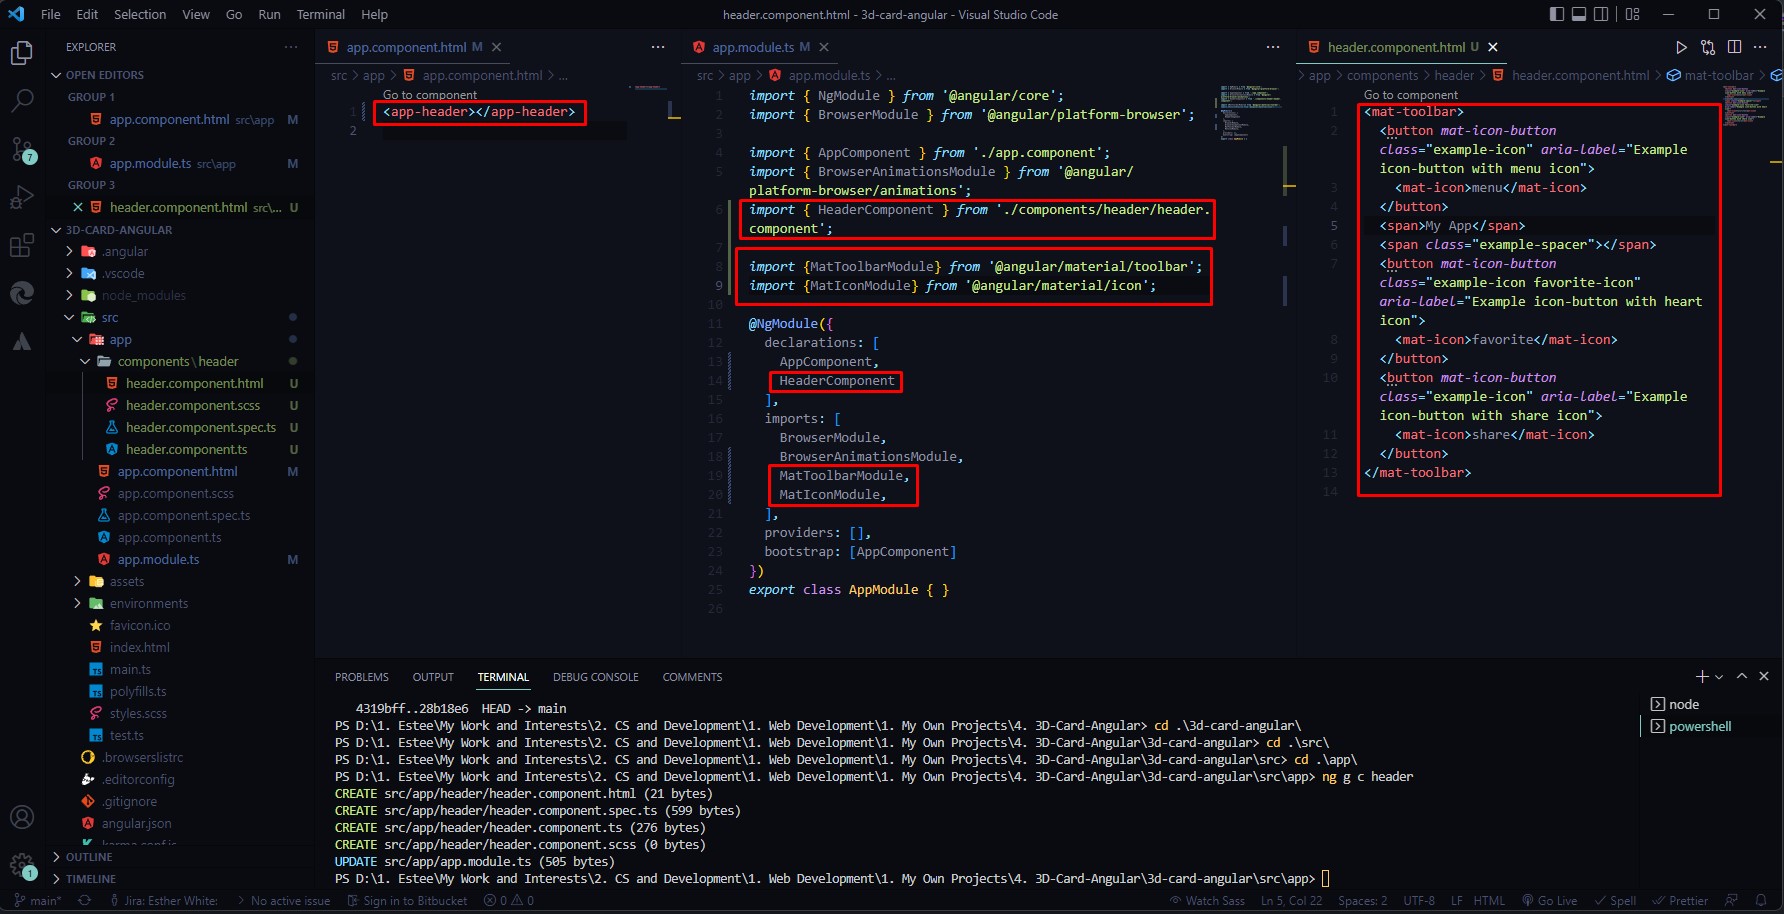 File Edit Selection View Go Run Terminal Help
header.component.html - 3d-card-angular - Visual Studio Code
EXPLORER
OPEN EDITORS
GROUP 1
app.component.html src\app M
GROUP 2
app.module.ts src\app M
GROUP 3
header.component.html src\... U
3D-CARD-ANGULAR
.angular
.vscode
node_modules
src
app
components\header
header.component.html U
header.component.scss U
header.component.spec.ts U
header.component.ts U
app.component.html M
app.component.scss
app.component.spec.ts
app.component.ts
app.module.ts M
assets
environments
favicon.ico
index.html
main.ts
polyfills.ts
styles.scss
test.ts
.browserslistrc
.editorconfig
.gitignore
angular.json
OUTLINE
TIMELINE
7
1
app.component.html M
src > app > app.component.html > ...
Go to component
1 <app-header></app-header>
2
app.module.ts M
src > app > app.module.ts > ...
1 import { NgModule } from '@angular/core';
2 import { BrowserModule } from '@angular/platform-browser';
3
4 import { AppComponent } from './app.component';
5 import { BrowserAnimationsModule } from '@angular/
platform-browser/animations';
6 import { HeaderComponent } from './components/header/header.
component';
7
8 import {MatToolbarModule} from '@angular/material/toolbar';
9 import {MatIconModule} from '@angular/material/icon';
10
11 @NgModule({
12 declarations: [
13 AppComponent,
14 HeaderComponent
15 ],
16 imports: [
17 BrowserModule,
18 BrowserAnimationsModule,
19 MatToolbarModule,
20 MatIconModule,
21 ],
22 providers: [],
23 bootstrap: [AppComponent]
24 })
25 export class AppModule { }
26
header.component.html U
> app > components > header > header.component.html > mat-toolbar >
Go to component
1 <mat-toolbar>
2 <button mat-icon-button
class="example-icon" aria-label="Example
icon-button with menu icon">
3 <mat-icon>menu</mat-icon>
4 </button>
5 <span>My App</span>
6 <span class="example-spacer"></span>
7 <button mat-icon-button
class="example-icon favorite-icon"
aria-label="Example icon-button with heart
icon">
8 <mat-icon>favorite</mat-icon>
9 </button>
10 <button mat-icon-button
class="example-icon" aria-label="Example
icon-button with share icon">
11 <mat-icon>share</mat-icon>
12 </button>
13 </mat-toolbar>
14
PROBLEMS OUTPUT TERMINAL DEBUG CONSOLE COMMENTS
4319bff..28b18e6 HEAD -> main
PS D:\1. Estee\My Work and Interests\2. CS and Development\1. Web Development\1. My Own Projects\4. 3D-Card-Angular> cd .\3d-card-angular\
PS D:\1. Estee\My Work and Interests\2. CS and Development\1. Web Development\1. My Own Projects\4. 3D-Card-Angular\3d-card-angular> cd .\src\
PS D:\1. Estee\My Work and Interests\2. CS and Development\1. Web Development\1. My Own Projects\4. 3D-Card-Angular\3d-card-angular\src> cd .\app\
PS D:\1. Estee\My Work and Interests\2. CS and Development\1. Web Development\1. My Own Projects\4. 3D-Card-Angular\3d-card-angular\src\app> ng g c header
CREATE src/app/header/header.component.html (21 bytes)
CREATE src/app/header/header.component.spec.ts (599 bytes)
CREATE src/app/header/header.component.ts (276 bytes)
CREATE src/app/header/header.component.scss (0 bytes)
UPDATE src/app/app.module.ts (505 bytes)
PS D:\1. Estee\My Work and Interests\2. CS and Development\1. Web Development\1. My Own Projects\4. 3D-Card-Angular\3d-card-angular\src\app>
node
powershell
main* Jira: Esther White: No active issue Sign in to Bitbucket 0 0
Watch Sass Ln 5, Col 22 Spaces: 2 UTF-8 LF HTML Go Live Spell Prettier